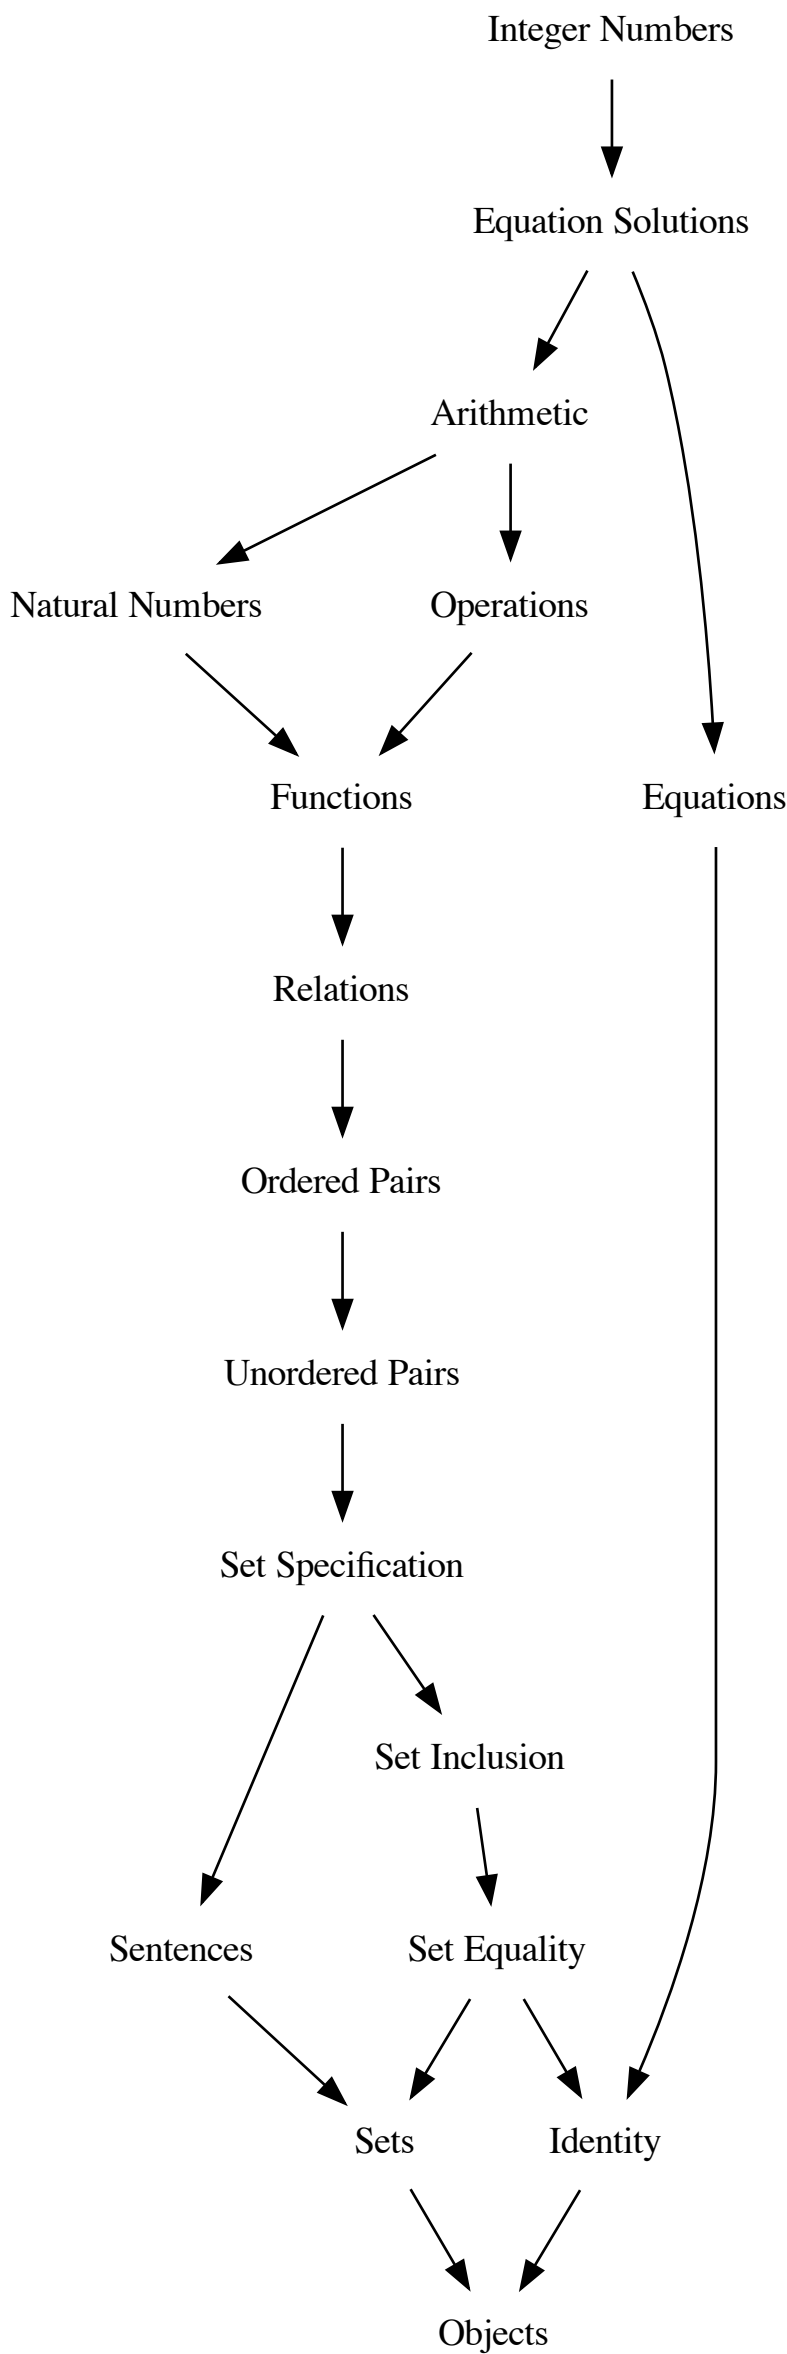 Integer Numbers
Equation Solutions
Arithmetic
Natural Numbers
Operations
Functions
Equations
Relations
Ordered Pairs
Unordered Pairs
Set Specification
Set Inclusion
Sentences
Set Equality
Sets
Identity
Objects